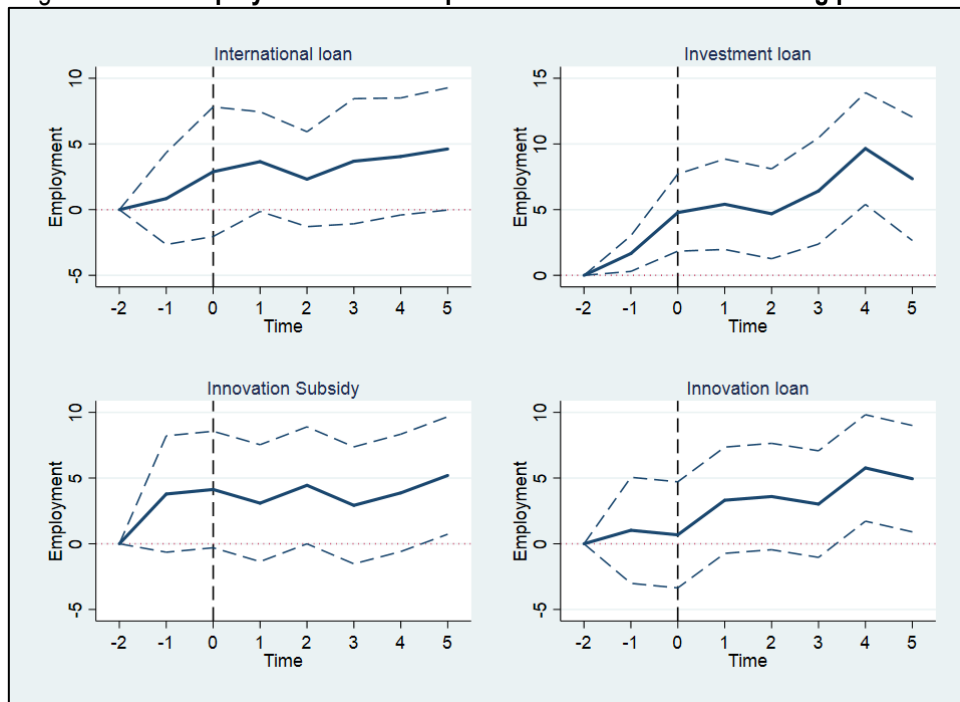 International loan
Employment
10
5
0
-5
-2 -1 0 1 2 3 4 5
Time
Investment loan
Employment
15
10
5
0
-2 -1 0 1 2 3 4 5
Time
Innovation Subsidy
Employment
10
5
0
-5
-2 -1 0 1 2 3 4 5
Time
Innovation loan
Employment
10
5
0
-5
-2 -1 0 1 2 3 4 5
Time